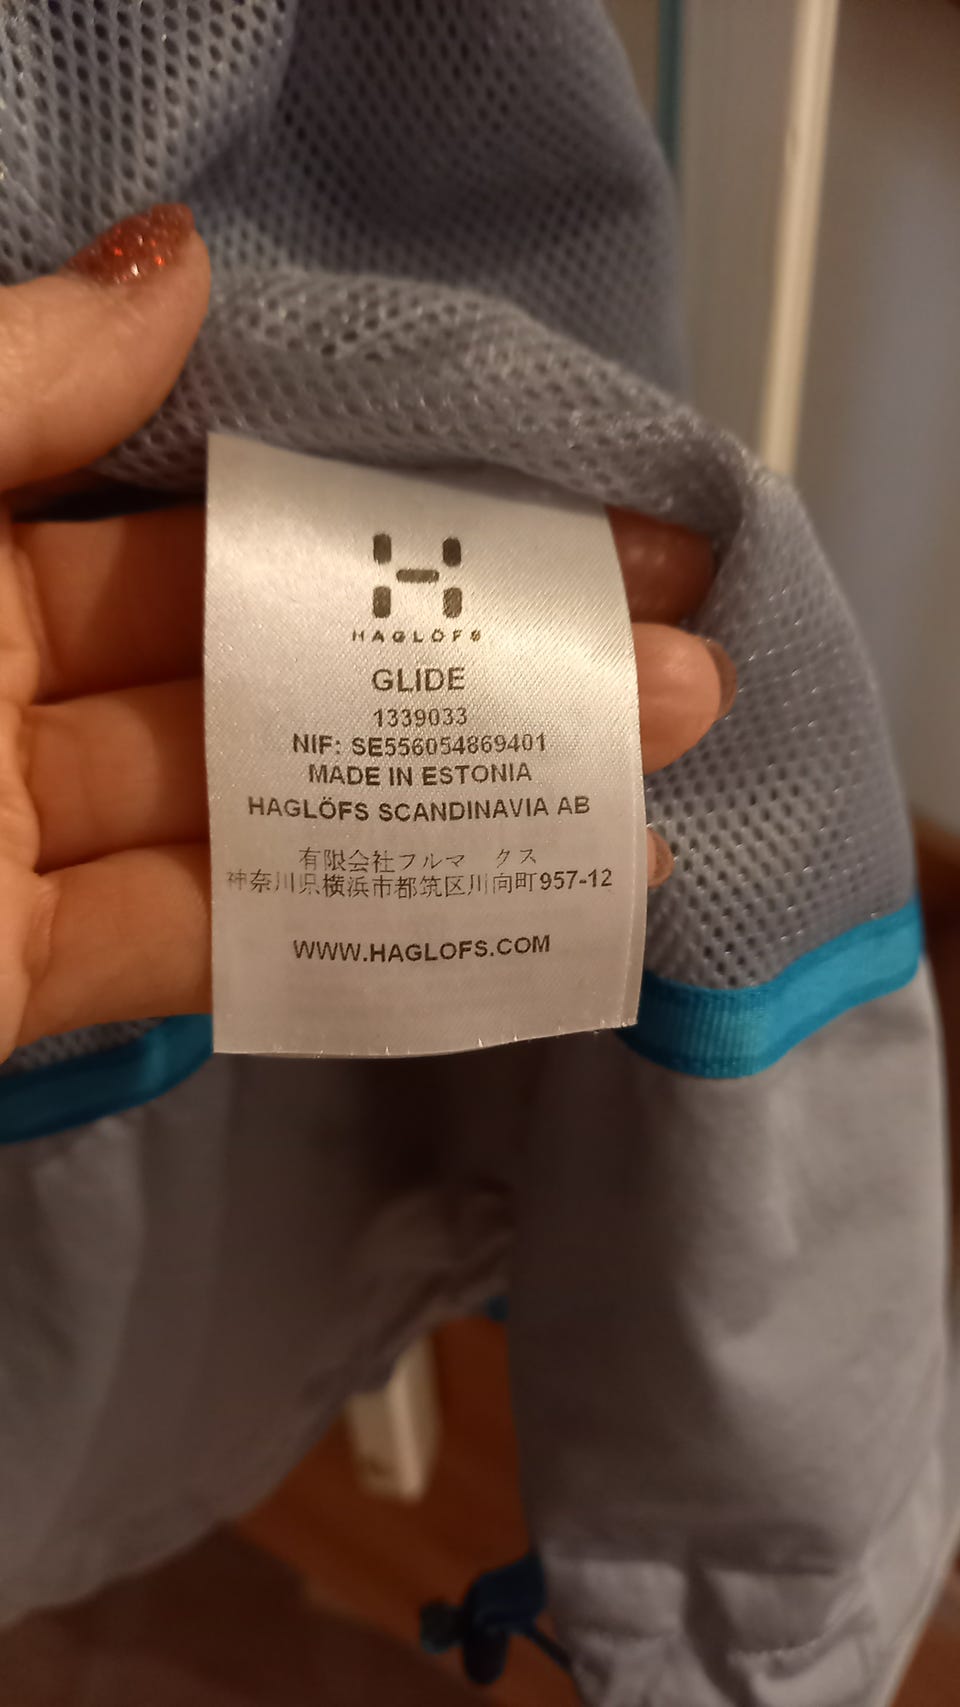 HAGLÖFS
GLIDE
1339033
NIF: SE556054869401
MADE IN ESTONIA
HAGLÖFS SCANDINAVIA AB
有限会社フルマ クス
神奈川県横浜市都筑区川向町957-12
WWW.HAGLOFS.COM